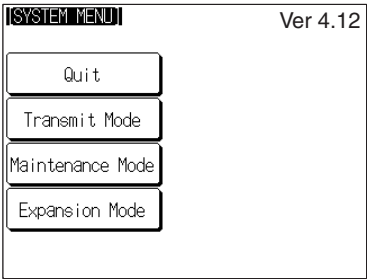 [SYSTEM MENU]
Ver 4.12
Quit
Transmit Mode
Maintenance Mode
Expansion Mode